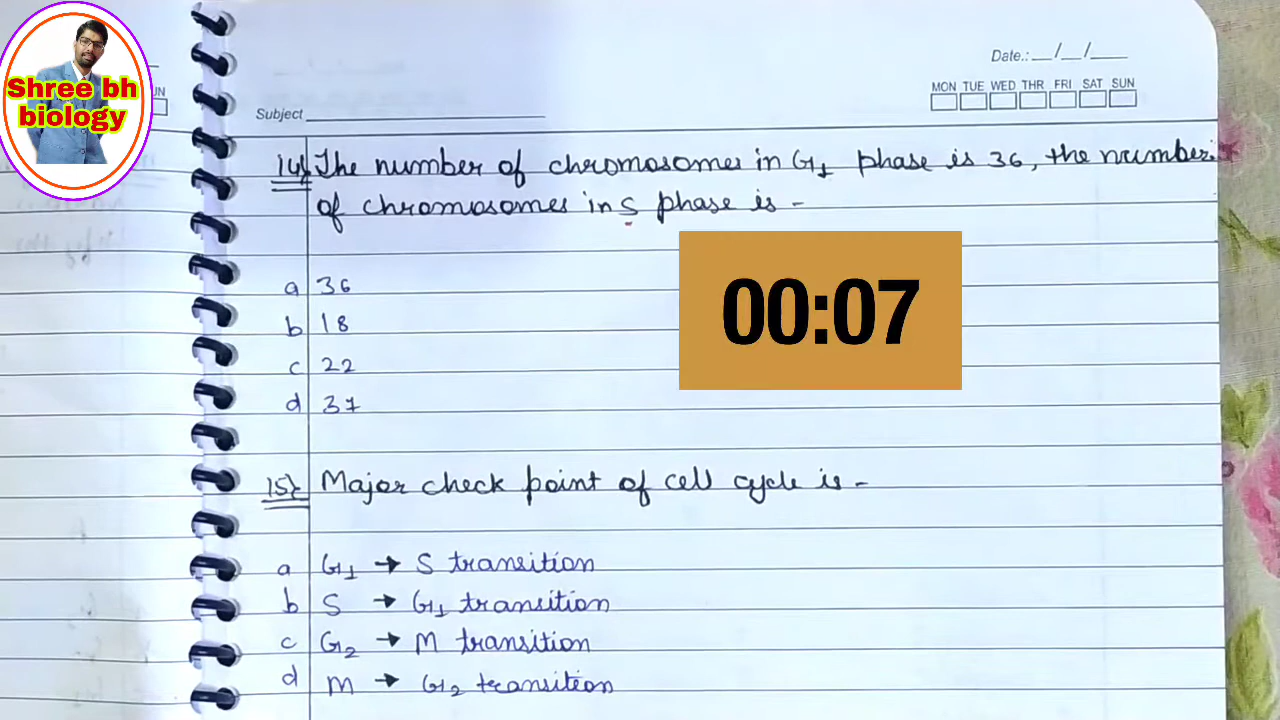 Shree bh
biology
UN
Date.: __/__/____
MON TUE WED THR FRI SAT SUN
Subject
14} The number of chromosomes in G1 phase is 36, the number
of chromosomes in S phase is -
a 36
b 18
c 22
d 37
00:07
15} Major check point of cell cycle is -
a G1 → S transition
b S → G1 transition
c G2 → M transition
d M → G2 transition